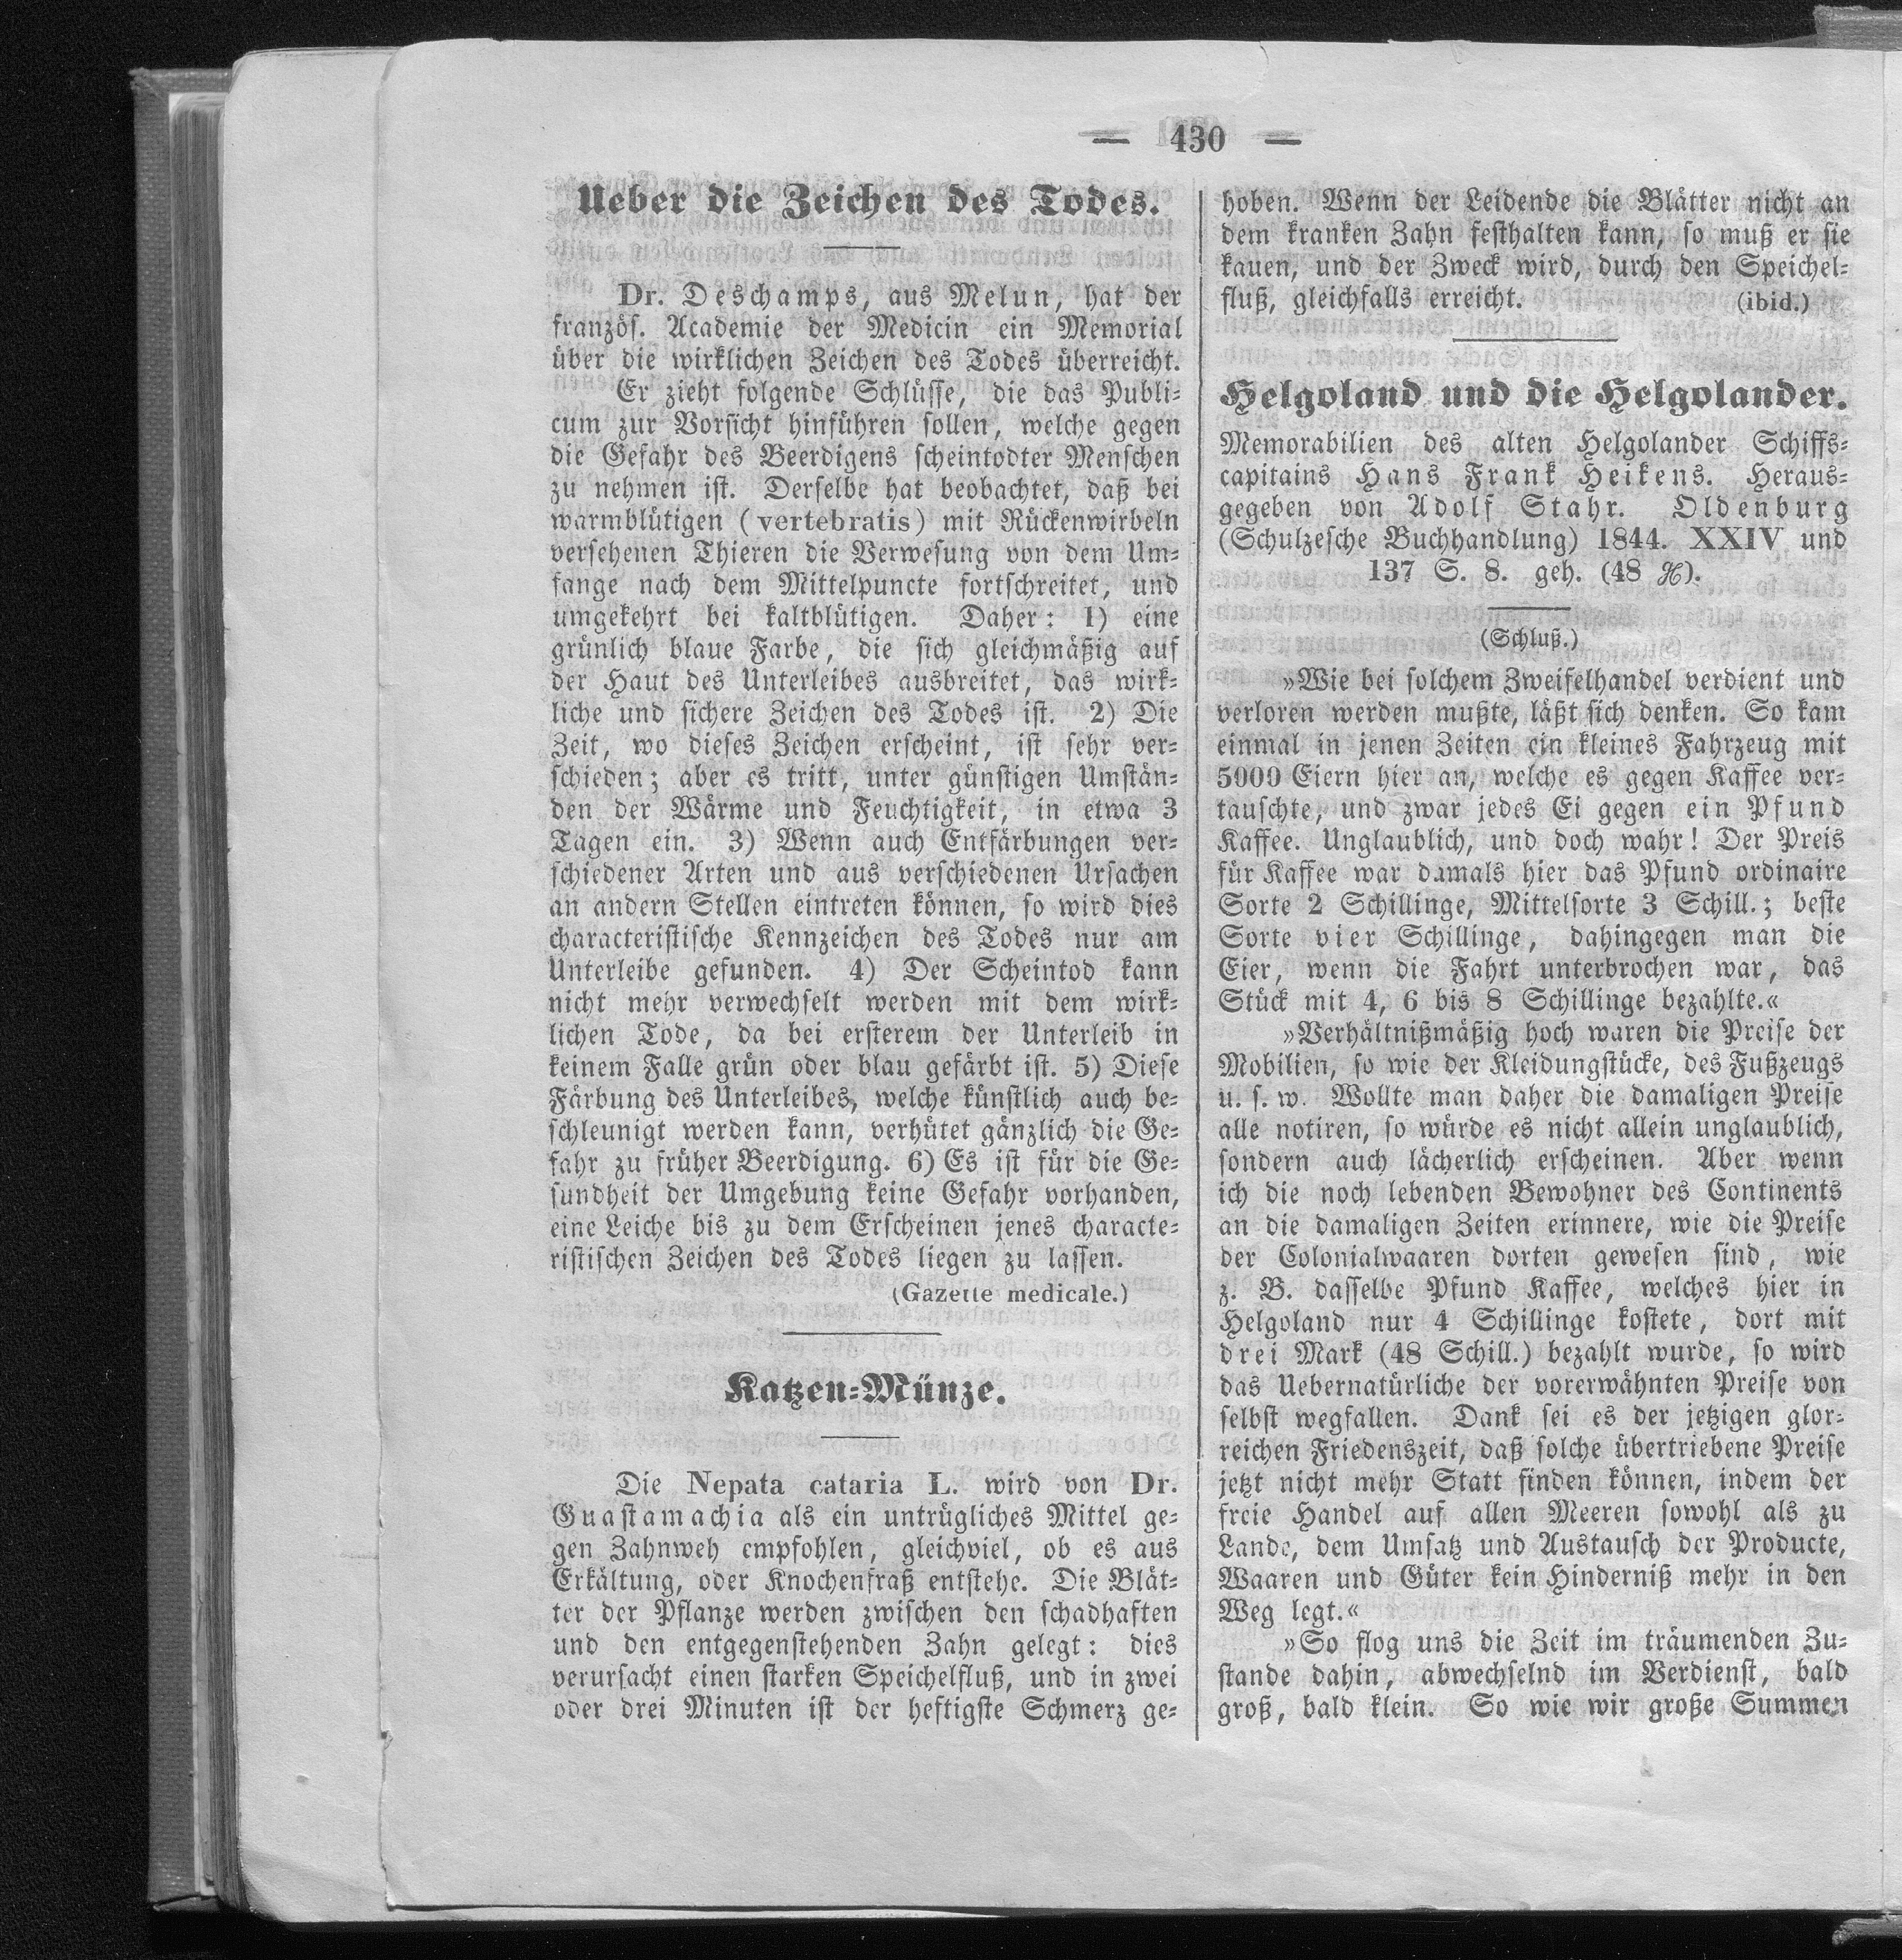 — 430 —
Ueber die Zeichen des Todes.
Dr. Deschamps, aus Melun, hat der
französ. Academie der Medicin ein Memorial
über die wirklichen Zeichen des Todes überreicht.
Er zieht folgende Schlüsse, die das Publi-
cum zur Vorsicht hinführen sollen, welche gegen
die Gefahr des Beerdigens scheintodter Menschen
zu nehmen ist. Derselbe hat beobachtet, daß bei
warmblütigen (vertebratis) mit Rückenwirbeln
versehenen Thieren die Verwesung von dem Um-
fange nach dem Mittelpuncte fortschreitet, und
umgekehrt bei kaltblütigen. Daher: 1) eine
grünlich blaue Farbe, die sich gleichmäßig auf
der Haut des Unterleibes ausbreitet, das wirk-
liche und sichere Zeichen des Todes ist. 2) Die
Zeit, wo dieses Zeichen erscheint, ist sehr ver-
schieden; aber es tritt, unter günstigen Umstän-
den der Wärme und Feuchtigkeit, in etwa 3
Tagen ein. 3) Wenn auch Entfärbungen ver-
schiedener Arten und aus verschiedenen Ursachen
an andern Stellen eintreten können, so wird dies
characteristische Kennzeichen des Todes nur am
Unterleibe gefunden. 4) Der Scheintod kann
nicht mehr verwechselt werden mit dem wirk-
lichen Tode, da bei ersterem der Unterleib in
keinem Falle grün oder blau gefärbt ist. 5) Diese
Färbung des Unterleibes, welche künstlich auch be-
schleunigt werden kann, verhütet gänzlich die Ge-
fahr zu früher Beerdigung. 6) Es ist für die Ge-
sundheit der Umgebung keine Gefahr vorhanden,
eine Leiche bis zu dem Erscheinen jenes characte-
ristischen Zeichen des Todes liegen zu lassen.
(Gazette medicale.)
Katzen-Münze.
Die Nepata cataria L. wird von Dr.
Guastamachia als ein untrügliches Mittel ge-
gen Zahnweh empfohlen, gleichviel, ob es aus
Erkältung, oder Knochenfraß entstehe. Die Blät-
ter der Pflanze werden zwischen den schadhaften
und den entgegenstehenden Zahn gelegt: dies
verursacht einen starken Speichelfluß, und in zwei
oder drei Minuten ist der heftigste Schmerz ge-
hoben. Wenn der Leidende die Blätter nicht an
dem kranken Zahn festhalten kann, so muß er sie
kauen, und der Zweck wird, durch den Speichel-
fluß, gleichfalls erreicht. (ibid.)
Helgoland und die Helgolander.
Memorabilien des alten Helgolander Schiffs-
capitains Hans Frank Heikens. Heraus-
gegeben von Adolf Stahr. Oldenburg
(Schulzesche Buchhandlung) 1844. XXIV und
137 S. 8. geh. (48 ).
(Schluß.)
»Wie bei solchem Zweifelhandel verdient und
verloren werden mußte, läßt sich denken. So kam
einmal in jenen Zeiten ein kleines Fahrzeug mit
5000 Eiern hier an, welche es gegen Kaffee ver-
tauschte, und zwar jedes Ei gegen ein Pfund
Kaffee. Unglaublich, und doch wahr! Der Preis
für Kaffee war damals hier das Pfund ordinaire
Sorte 2 Schillinge, Mittelsorte 3 Schill.; beste
Sorte vier Schillinge, dahingegen man die
Eier, wenn die Fahrt unterbrochen war, das
Stück mit 4, 6 bis 8 Schillinge bezahlte.«
»Verhältnißmäßig hoch waren die Preise der
Mobilien, so wie der Kleidungstücke, des Fußzeugs
u. s. w. Wollte man daher die damaligen Preise
alle notiren, so würde es nicht allein unglaublich,
sondern auch lächerlich erscheinen. Aber wenn
ich die noch lebenden Bewohner des Continents
an die damaligen Zeiten erinnere, wie die Preise
der Colonialwaaren dorten gewesen sind, wie
z. B. dasselbe Pfund Kaffee, welches hier in
Helgoland nur 4 Schillinge kostete, dort mit
drei Mark (48 Schill.) bezahlt wurde, so wird
das Uebernatürliche der vorerwähnten Preise von
selbst wegfallen. Dank sei es der jetzigen glor-
reichen Friedenszeit, daß solche übertriebene Preise
jetzt nicht mehr Statt finden können, indem der
freie Handel auf allen Meeren sowohl als zu
Lande, dem Umsatz und Austausch der Producte,
Waaren und Güter kein Hinderniß mehr in den
Weg legt.«
»So flog uns die Zeit im träumenden Zu-
stande dahin, abwechselnd im Verdienst, bald
groß, bald klein. So wie wir große Summen